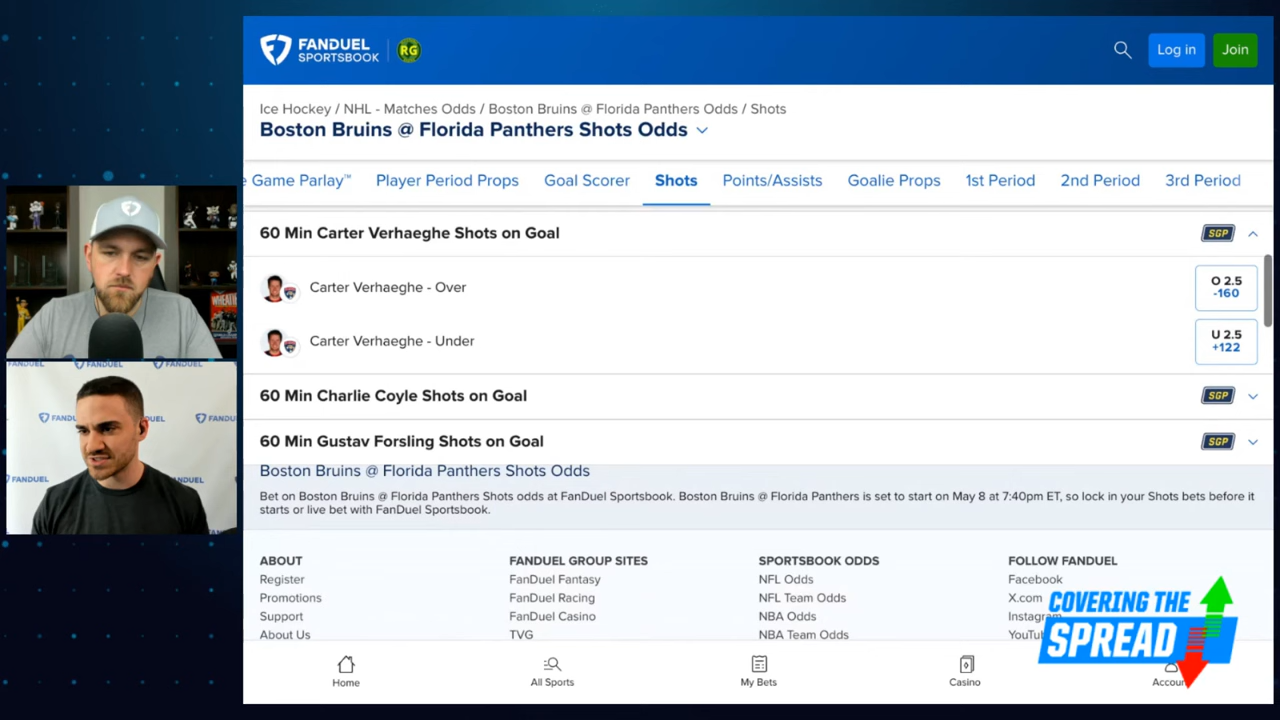 FANDUEL
SPORTSBOOK
RG
Log in
Join
Ice Hockey / NHL - Matches Odds / Boston Bruins @ Florida Panthers Odds / Shots
Boston Bruins @ Florida Panthers Shots Odds
e Game Parlay™ Player Period Props Goal Scorer Shots Points/Assists Goalie Props 1st Period 2nd Period 3rd Period
60 Min Carter Verhaeghe Shots on Goal
SGP
Carter Verhaeghe - Over
O 2.5
-160
Carter Verhaeghe - Under
U 2.5
+122
60 Min Charlie Coyle Shots on Goal
SGP
60 Min Gustav Forsling Shots on Goal
SGP
Boston Bruins @ Florida Panthers Shots Odds
Bet on Boston Bruins @ Florida Panthers Shots odds at FanDuel Sportsbook. Boston Bruins @ Florida Panthers is set to start on May 8 at 7:40pm ET, so lock in your Shots bets before it
starts or live bet with FanDuel Sportsbook.
ABOUT
Register
Promotions
Support
About Us
FANDUEL GROUP SITES
FanDuel Fantasy
FanDuel Racing
FanDuel Casino
TVG
SPORTSBOOK ODDS
NFL Odds
NFL Team Odds
NBA Odds
NBA Team Odds
FOLLOW FANDUEL
Facebook
X.com
Instagram
YouTu
COVERING THE
SPREAD
Home
All Sports
My Bets
Casino
Accoun